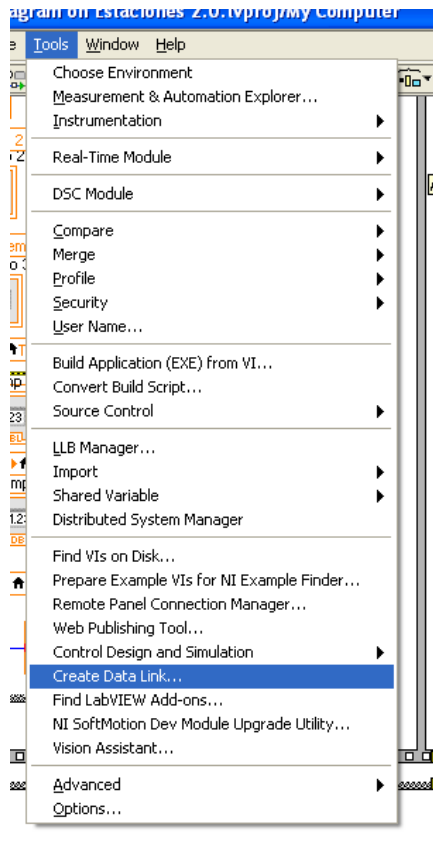 agram on Estaciones 2.0.lvproj/My Computer
Tools Window Help
Choose Environment
Measurement & Automation Explorer...
Instrumentation
Real-Time Module
DSC Module
Compare
Merge
Profile
Security
User Name...
Build Application (EXE) from VI...
Convert Build Script...
Source Control
LLB Manager...
Import
Shared Variable
Distributed System Manager
Find VIs on Disk...
Prepare Example VIs for NI Example Finder...
Remote Panel Connection Manager...
Web Publishing Tool...
Control Design and Simulation
Create Data Link...
Find LabVIEW Add-ons...
NI SoftMotion Dev Module Upgrade Utility...
Vision Assistant...
Advanced
Options...